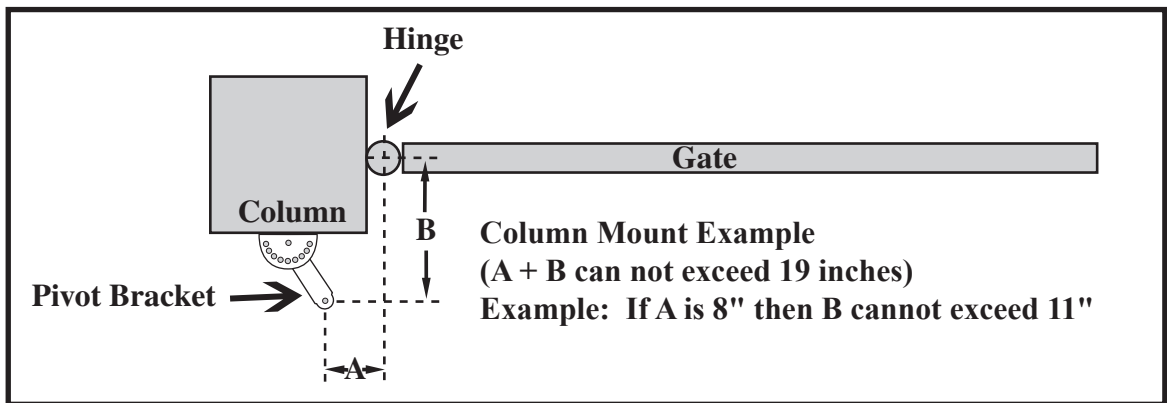 Hinge
Gate
Column
B
Column Mount Example
(A + B can not exceed 19 inches)
Pivot Bracket
Example:  If A is 8" then B cannot exceed 11"
A